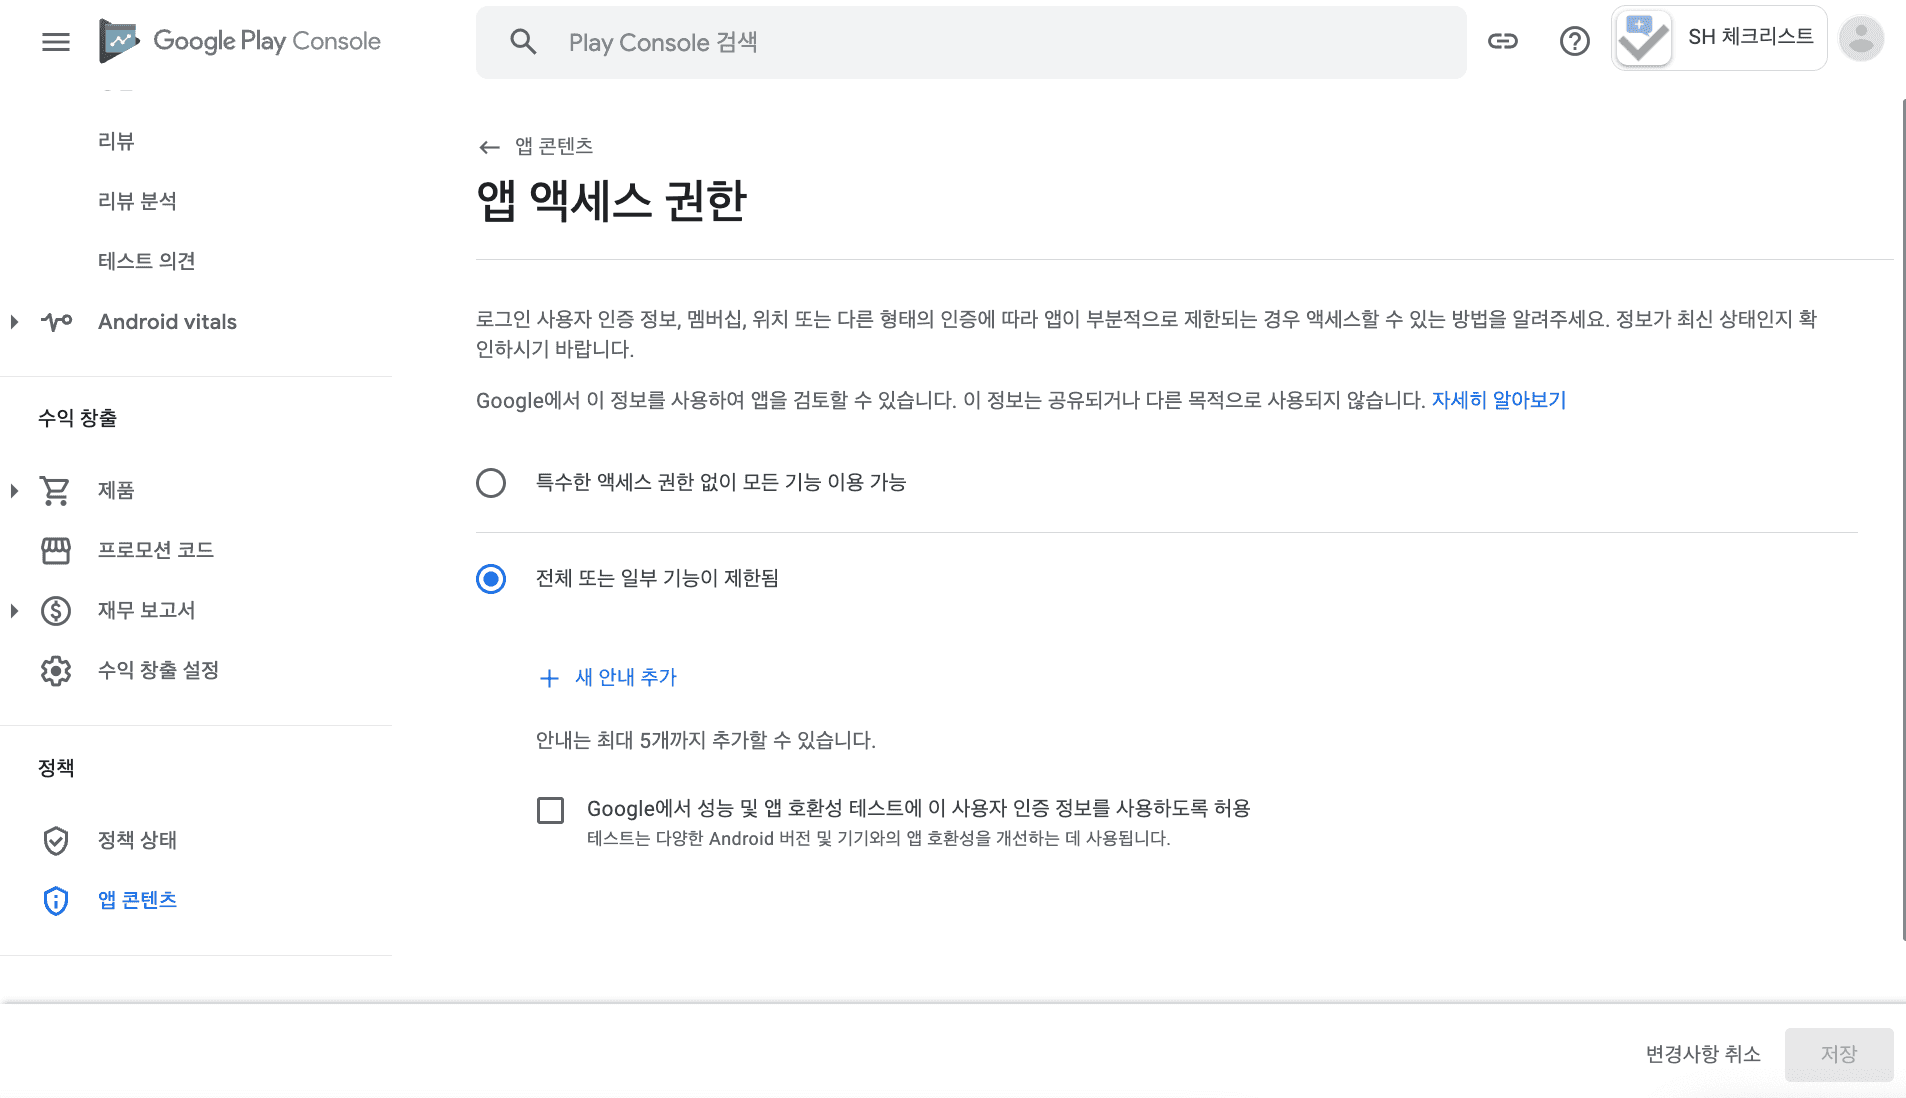 Google Play Console
Play Console 검색
SH 체크리스트
리뷰
리뷰 분석
테스트 의견
Android vitals
수익 창출
제품
프로모션 코드
재무 보고서
수익 창출 설정
정책
정책 상태
앱 콘텐츠
앱 콘텐츠
앱 액세스 권한
로그인 사용자 인증 정보, 멤버십, 위치 또는 다른 형태의 인증에 따라 앱이 부분적으로 제한되는 경우 액세스할 수 있는 방법을 알려주세요. 정보가 최신 상태인지 확
인하시기 바랍니다.
Google에서 이 정보를 사용하여 앱을 검토할 수 있습니다. 이 정보는 공유되거나 다른 목적으로 사용되지 않습니다. 자세히 알아보기
특수한 액세스 권한 없이 모든 기능 이용 가능
전체 또는 일부 기능이 제한됨
새 안내 추가
안내는 최대 5개까지 추가할 수 있습니다.
Google에서 성능 및 앱 호환성 테스트에 이 사용자 인증 정보를 사용하도록 허용
테스트는 다양한 Android 버전 및 기기와의 앱 호환성을 개선하는 데 사용됩니다.
변경사항 취소
저장